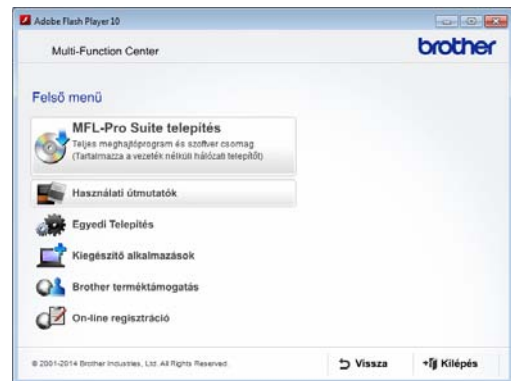 Adobe Flash Player 10
Multi-Function Center
brother
Felső menü
MFL-Pro Suite telepítés
Teljes meghajtóprogram és szoftver csomag
(Tartalmazza a vezeték nélküli hálózati telepítőt)
Használati útmutatók
Egyedi Telepítés
Kiegészítő alkalmazások
Brother terméktámogatás
On-line regisztráció
© 2001-2014 Brother Industries, Ltd. All Rights Reserved.
Vissza
Kilépés